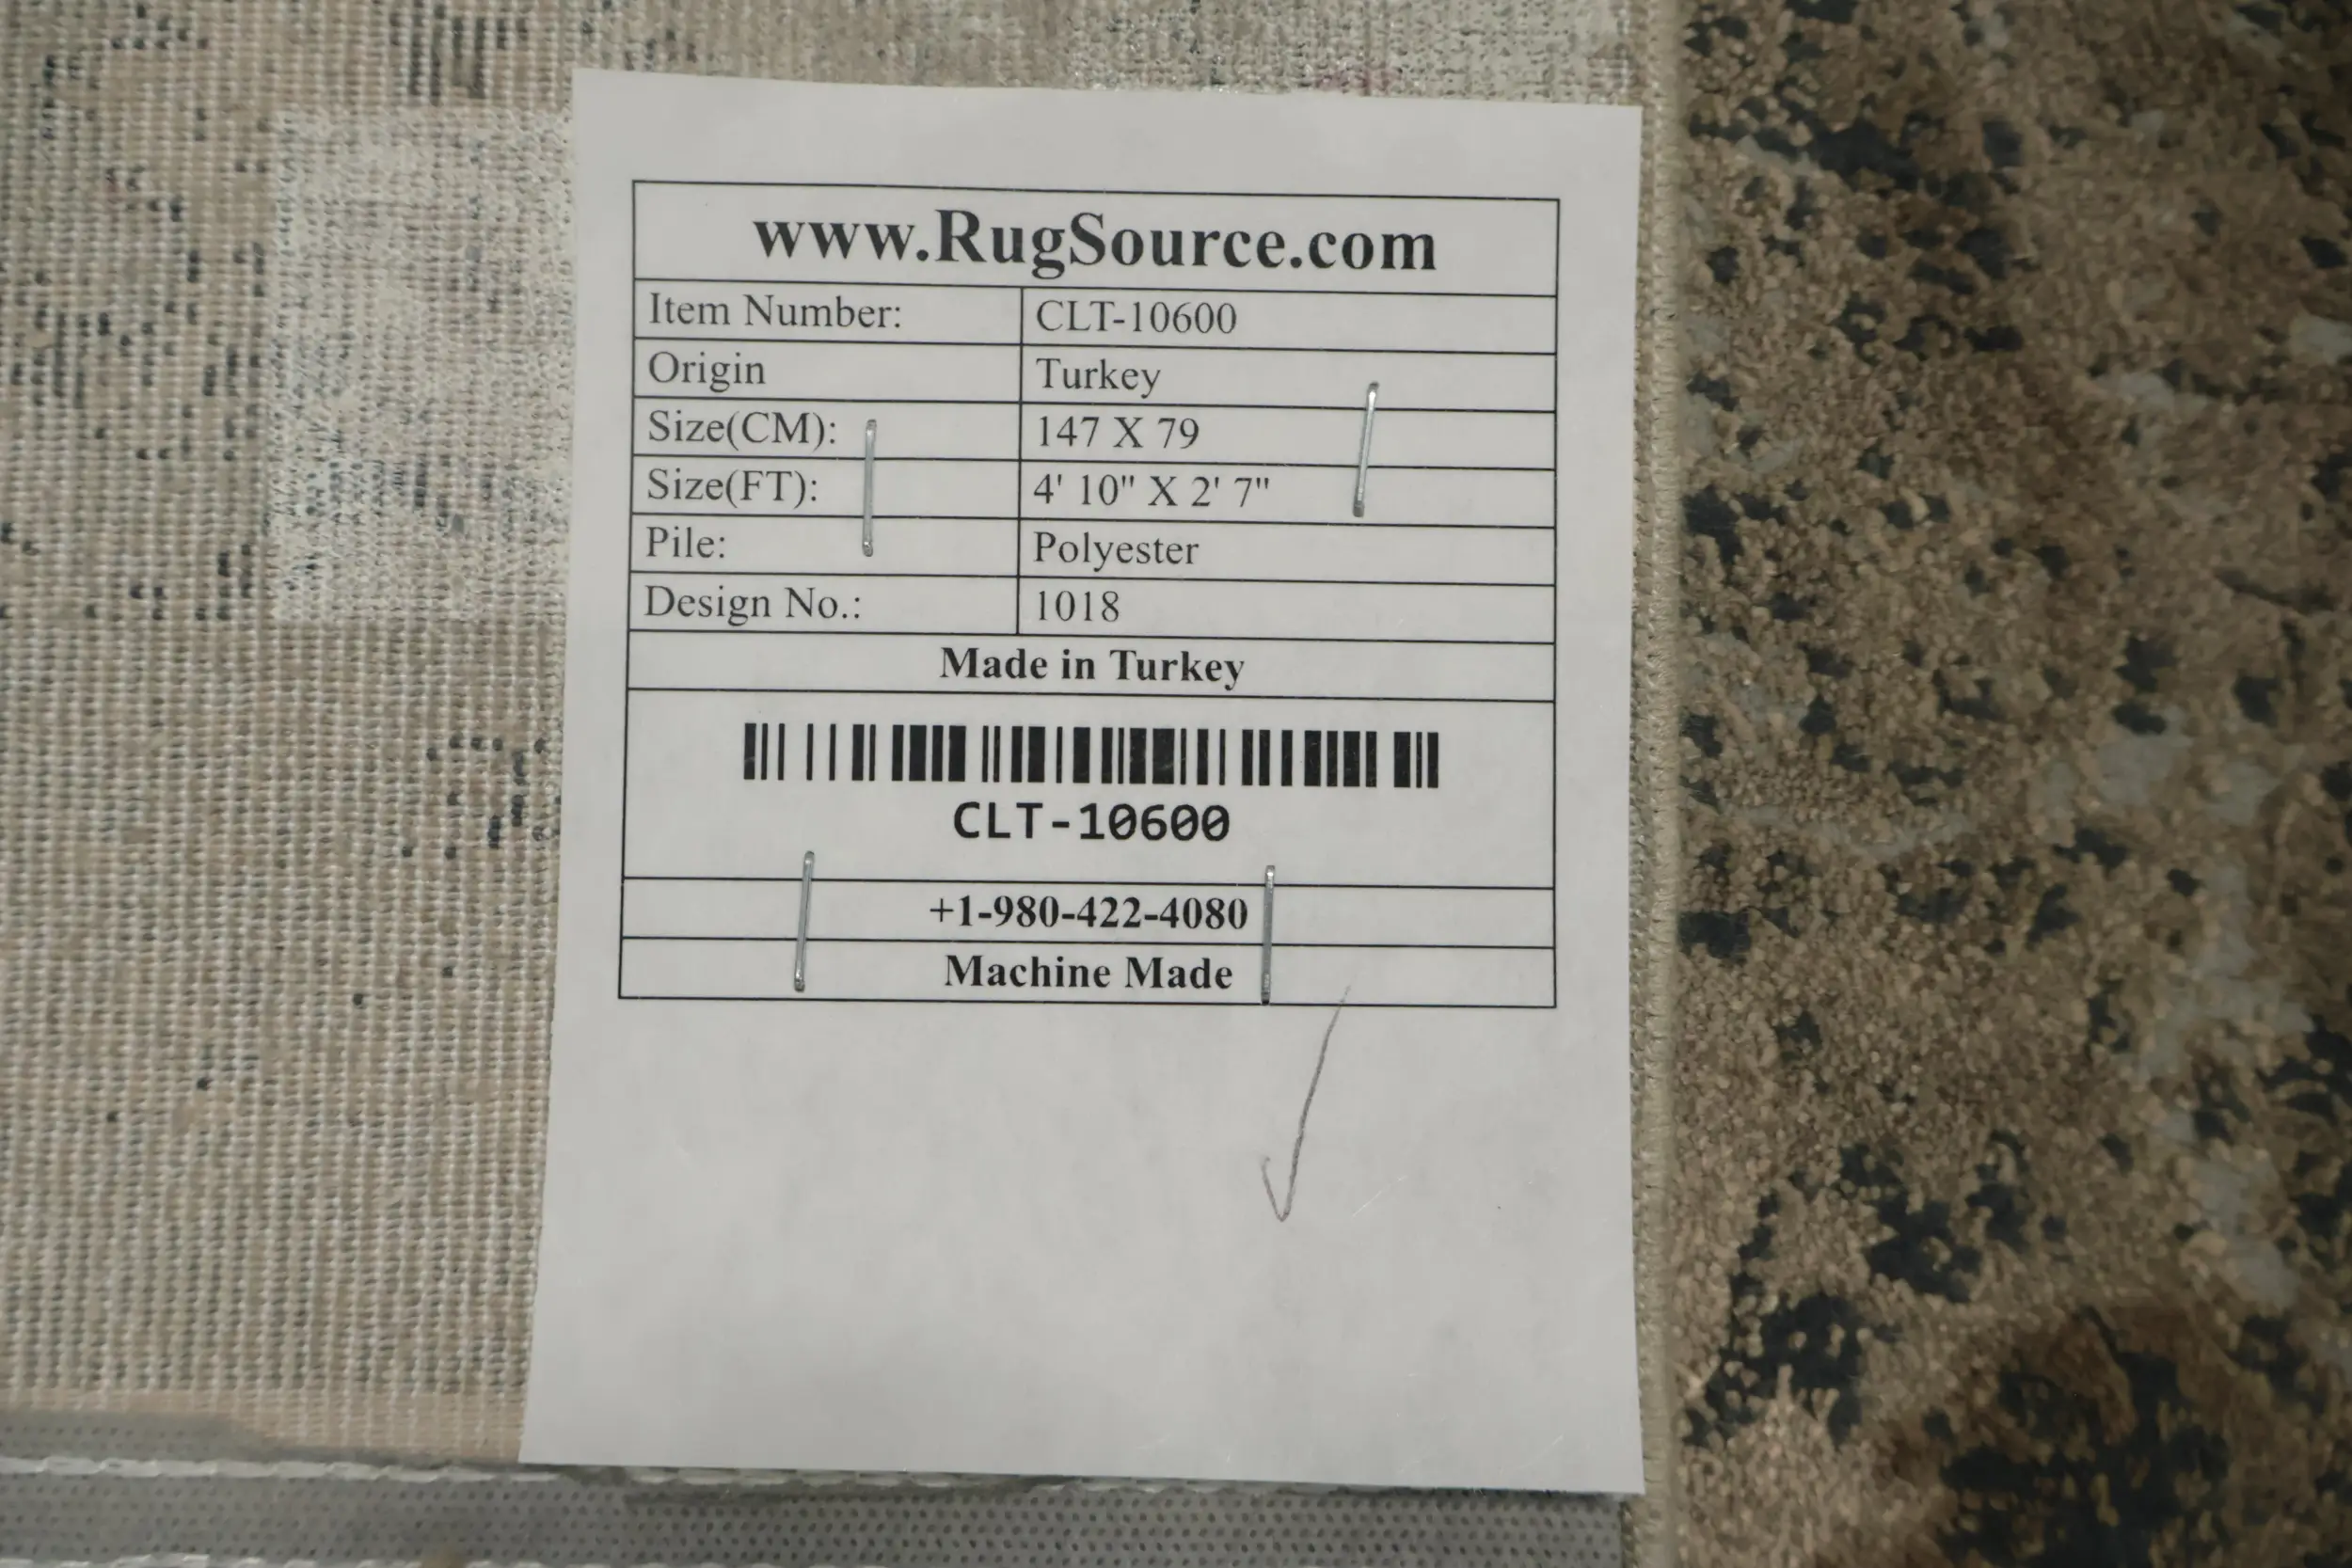 www.RugSource.com
Item Number: CLT-10600
Origin Turkey
Size(CM): 147 X 79
Size(FT): 4' 10" X 2' 7"
Pile: Polyester
Design No.: 1018
Made in Turkey
CLT-10600
+1-980-422-4080
Machine Made